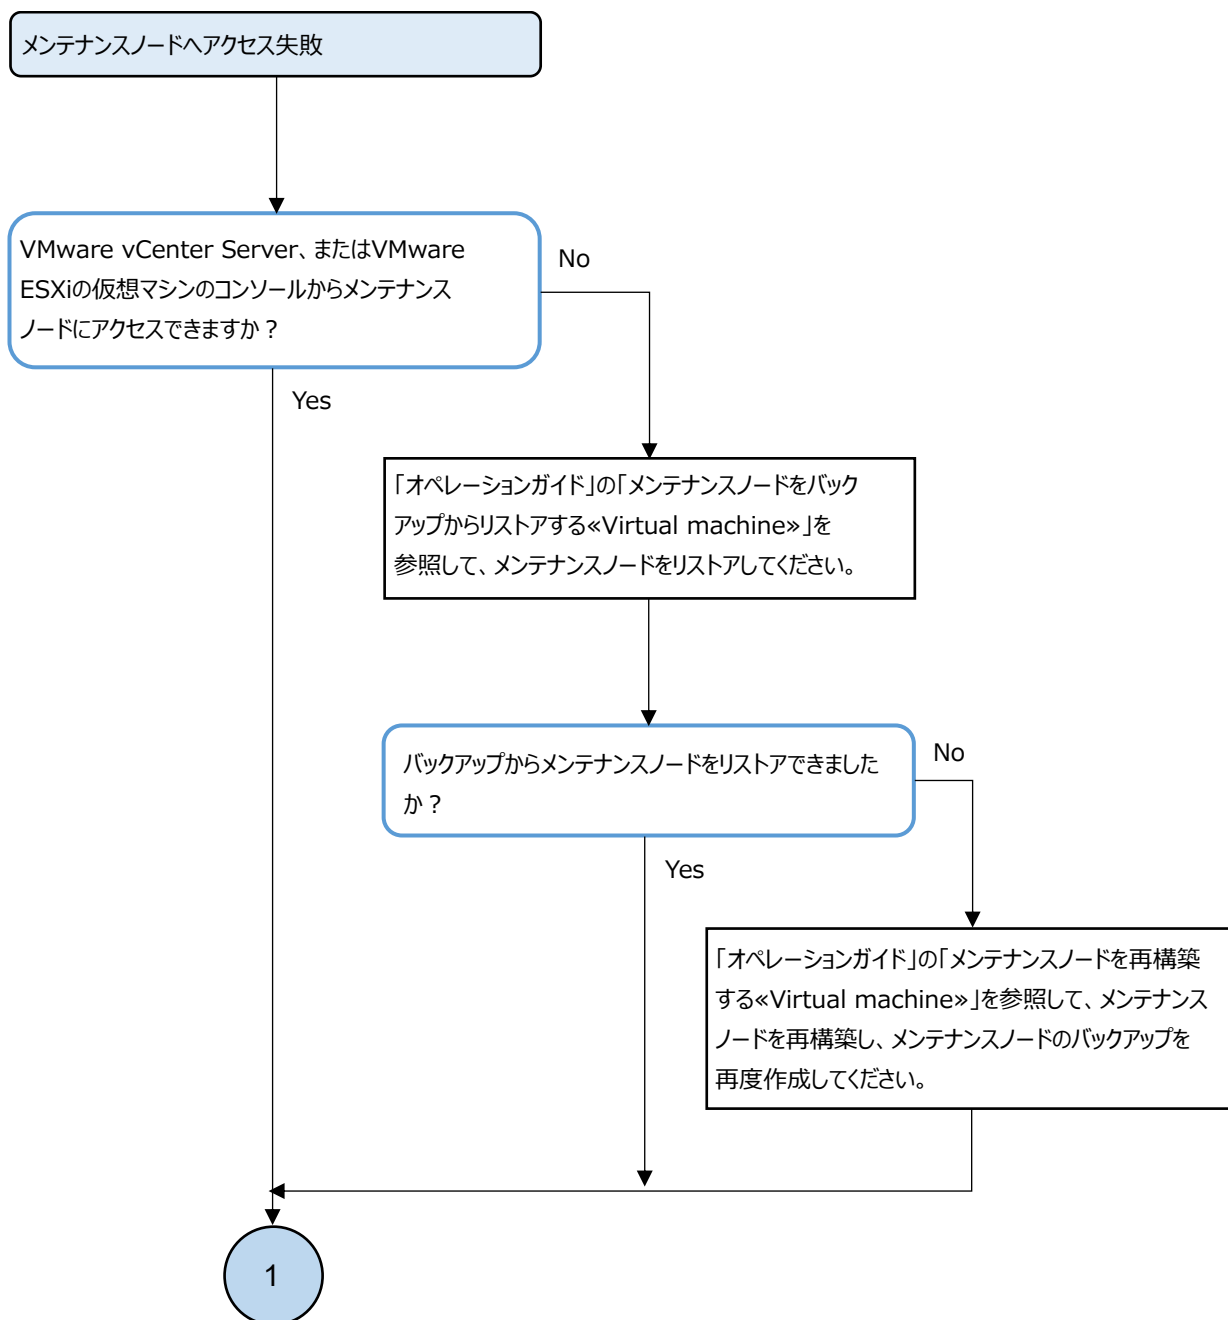 メンテナンスノードへアクセス失敗
VMware vCenter Server、またはVMware
ESXiの仮想マシンのコンソールからメンテナンス
ノードにアクセスできますか？
No
Yes
「オペレーションガイド」の「メンテナンスノードをバック
アップからリストアする«Virtual machine»」を
参照して、メンテナンスノードをリストアしてください。
バックアップからメンテナンスノードをリストアできました
か？
No
Yes
「オペレーションガイド」の「メンテナンスノードを再構築
する«Virtual machine»」を参照して、メンテナンス
ノードを再構築し、メンテナンスノードのバックアップを
再度作成してください。
1